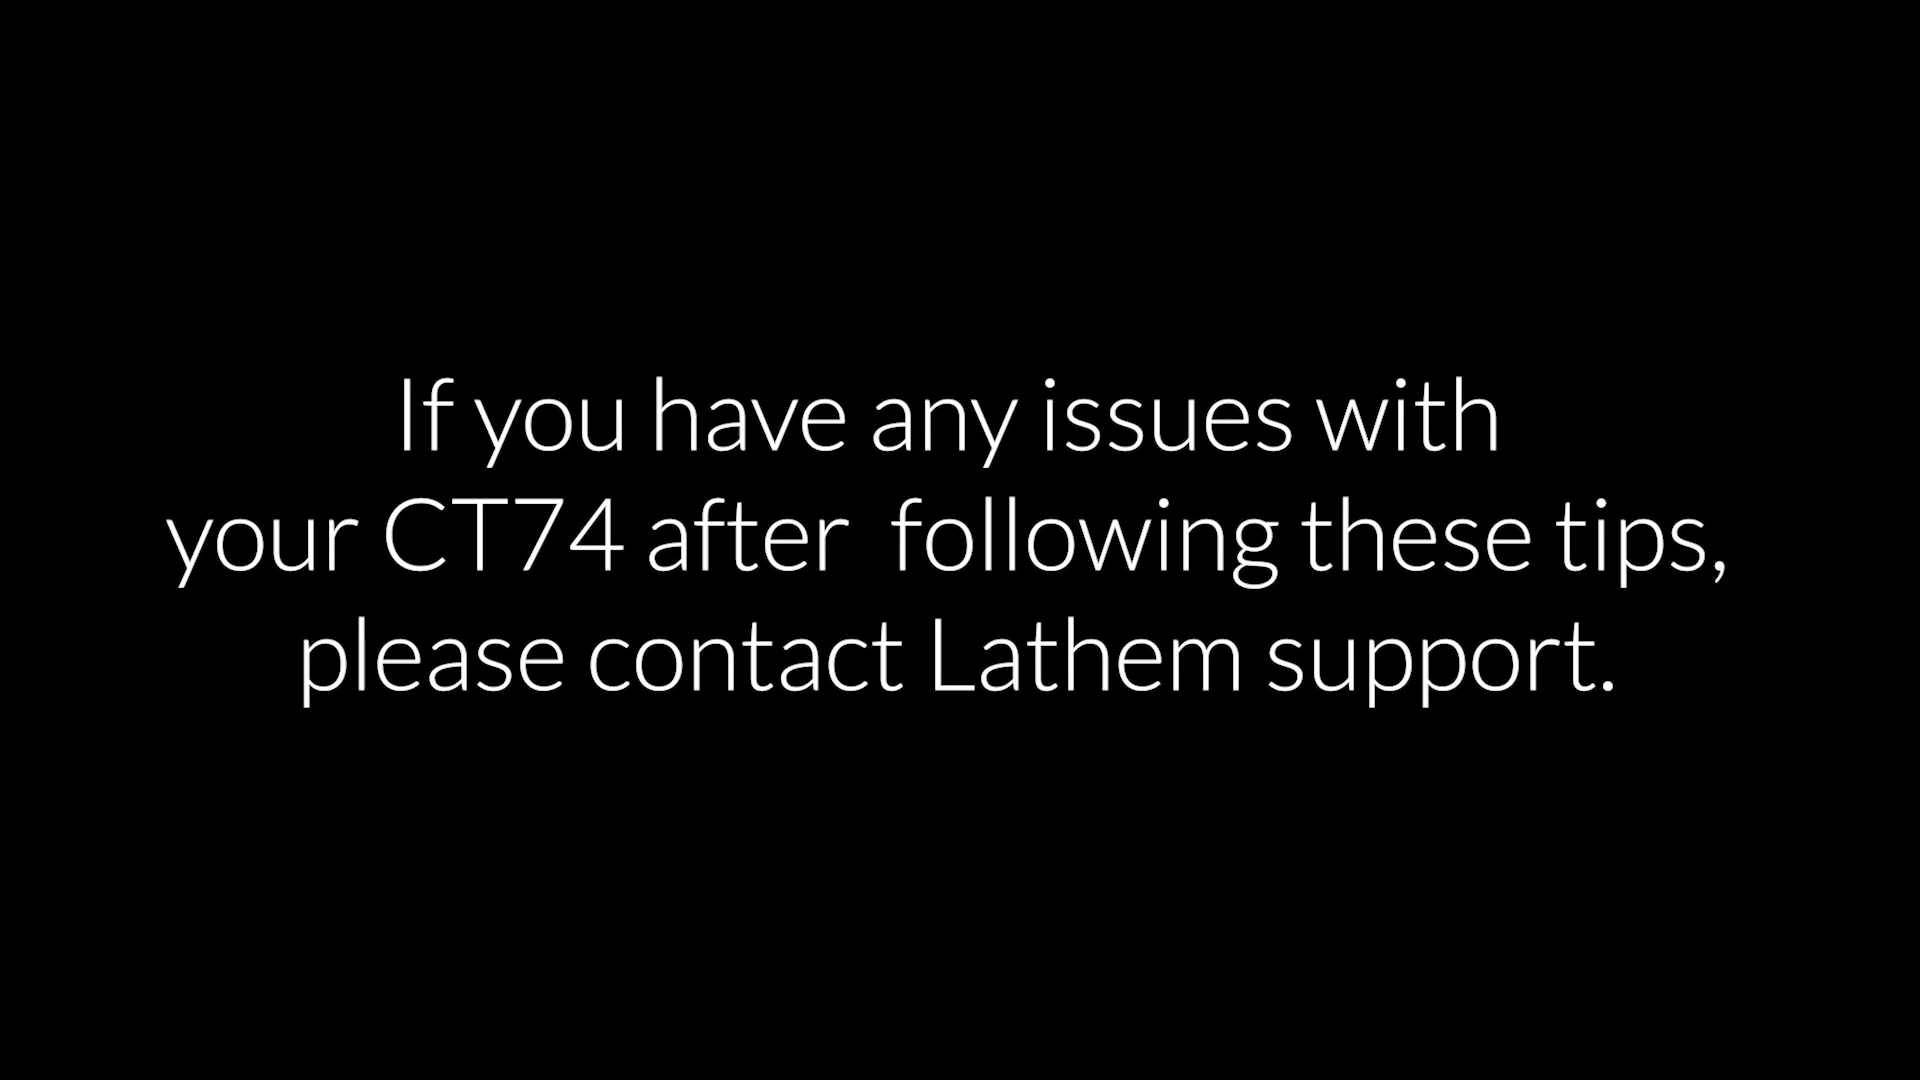 If you have any issues with
your CT74 after  following these tips,
please contact Lathem support.